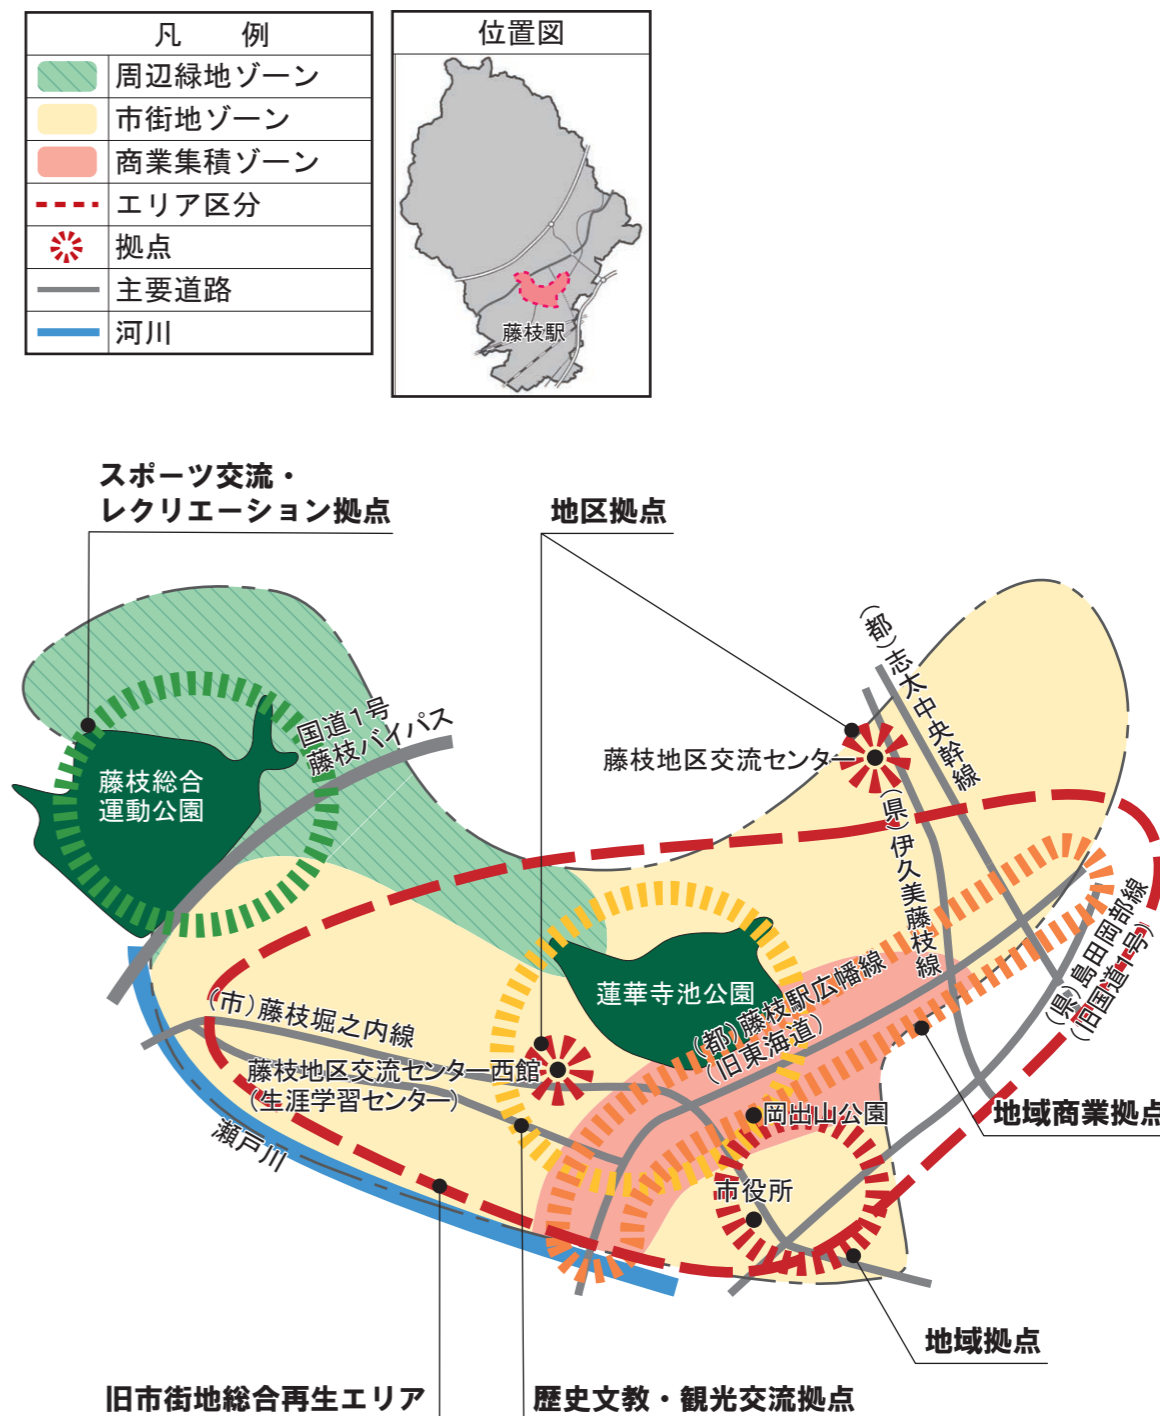 凡　例
周辺緑地ゾーン
市街地ゾーン
商業集積ゾーン
エリア区分
拠点
主要道路
河川
位置図
藤枝駅
スポーツ交流・
レクリエーション拠点
地区拠点
(都)志太中央幹線
国道1号
藤枝バイパス
藤枝地区交流センター
藤枝総合
運動公園
(県)伊久美藤枝線
(県)島田岡部線
(旧国道1号)
蓮華寺池公園
(都)藤枝駅広幡線
(旧東海道)
(市)藤枝堀之内線
藤枝地区交流センター西館
(生涯学習センター)
岡出山公園
地域商業拠点
瀬戸川
市役所
地域拠点
旧市街地総合再生エリア
歴史文教・観光交流拠点